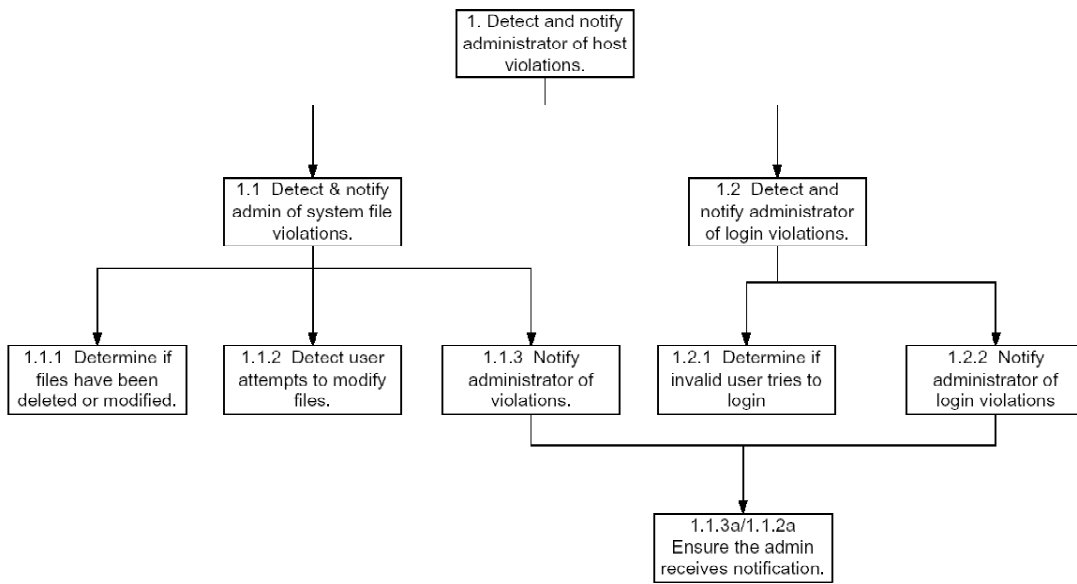 1. Detect and notify
administrator of host
violations.
1.1 Detect & notify
admin of system file
violations.
1.2 Detect and
notify administrator
of login violations.
1.1.1 Determine if
files have been
deleted or modified.
1.1.2 Detect user
attempts to modify
files.
1.1.3 Notify
administrator of
violations.
1.2.1 Determine if
invalid user tries to
login
1.2.2 Notify
administrator of
login violations
1.1.3a/1.1.2a
Ensure the admin
receives notification.